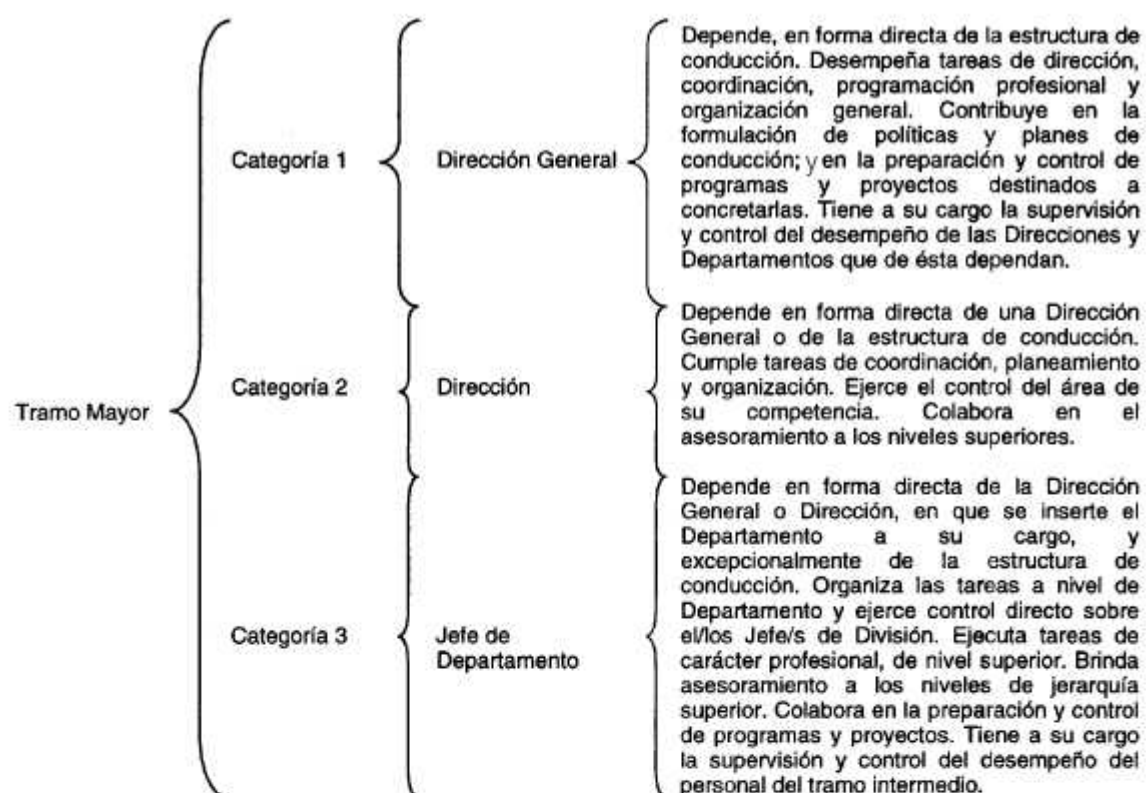 Tramo Mayor
Categoría 1
Dirección General
Depende, en forma directa de la estructura de
conducción. Desempeña tareas de dirección,
coordinación, programación profesional y
organización general. Contribuye en la
formulación de políticas y planes de
conducción; y en la preparación y control de
programas y proyectos destinados a
concretarlas. Tiene a su cargo la supervisión
y control del desempeño de las Direcciones y
Departamentos que de ésta dependan.
Categoría 2
Dirección
Depende en forma directa de una Dirección
General o de la estructura de conducción.
Cumple tareas de coordinación, planeamiento
y organización. Ejerce el control del área de
su competencia. Colabora en el
asesoramiento a los niveles superiores.
Categoría 3
Jefe de
Departamento
Depende en forma directa de la Dirección
General o Dirección, en que se inserte el
Departamento a su cargo, y
excepcionalmente de la estructura de
conducción. Organiza las tareas a nivel de
Departamento y ejerce control directo sobre
el/los Jefe/s de División. Ejecuta tareas de
carácter profesional, de nivel superior. Brinda
asesoramiento a los niveles de jerarquía
superior. Colabora en la preparación y control
de programas y proyectos. Tiene a su cargo
la supervisión y control del desempeño del
personal del tramo intermedio.